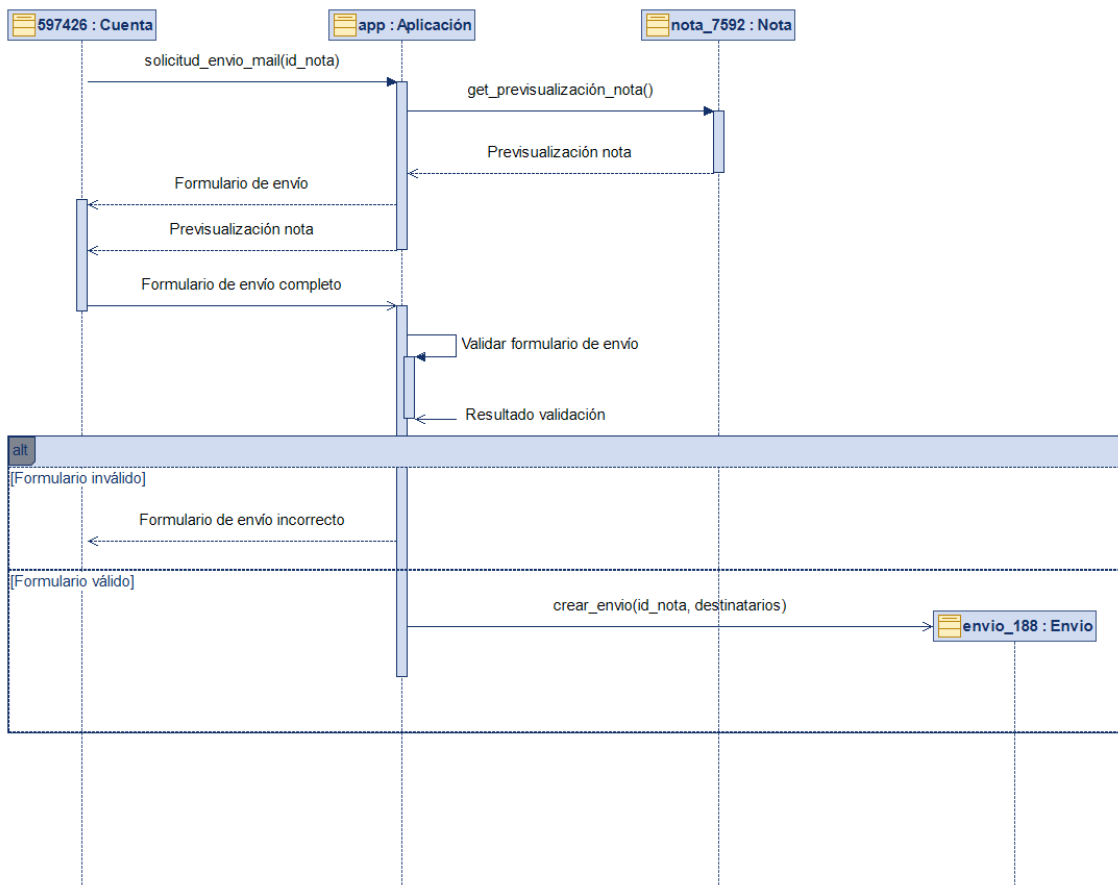 597426 : Cuenta
app : Aplicación
nota_7592 : Nota
solicitud_envio_mail(id_nota)
get_previsualización_nota()
Previsualización nota
Formulario de envío
Previsualización nota
Formulario de envío completo
Validar formulario de envío
Resultado validación
alt
[Formulario inválido]
Formulario de envío incorrecto
[Formulario válido]
crear_envio(id_nota, destinatarios)
envio_188 : Envio